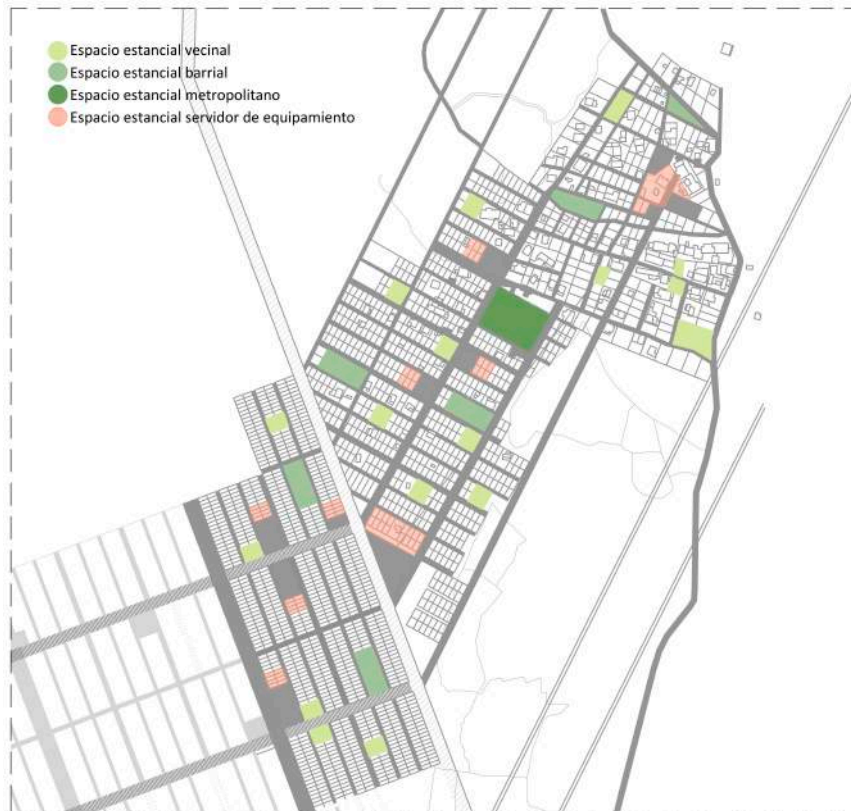 Espacio estancial vecinal
Espacio estancial barrial
Espacio estancial metropolitano
Espacio estancial servidor de equipamiento